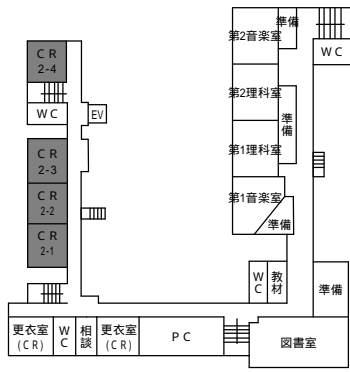 第2音楽室
準備
WC
CR
2-4
WC
EV
第2理科室
準備
第1理科室
CR
2-3
CR
2-2
CR
2-1
第1音楽室
準備
WC
教材
準備
更衣室
(CR)
WC
相談
更衣室
(CR)
PC
図書室